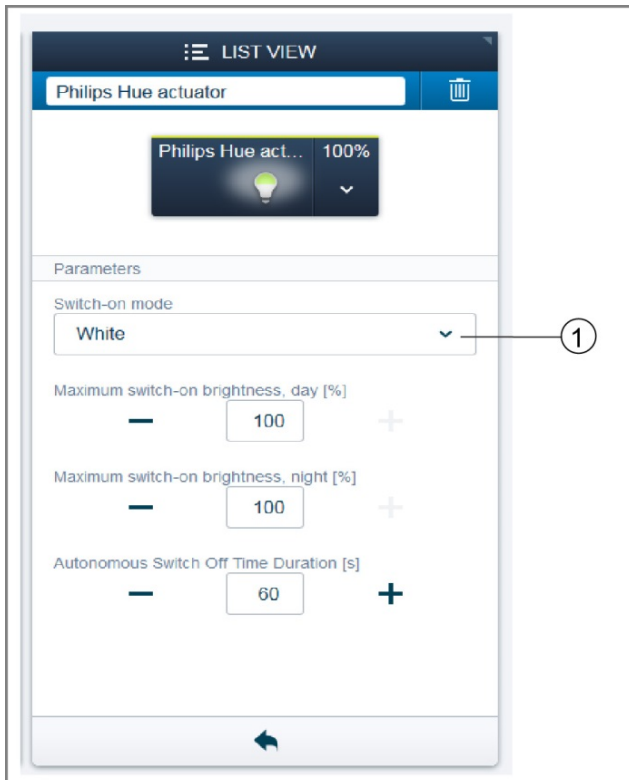 LIST VIEW
Philips Hue actuator
Philips Hue act... 100%
Parameters
Switch-on mode
White
1
Maximum switch-on brightness, day [%]
100
Maximum switch-on brightness, night [%]
100
Autonomous Switch Off Time Duration [s]
60